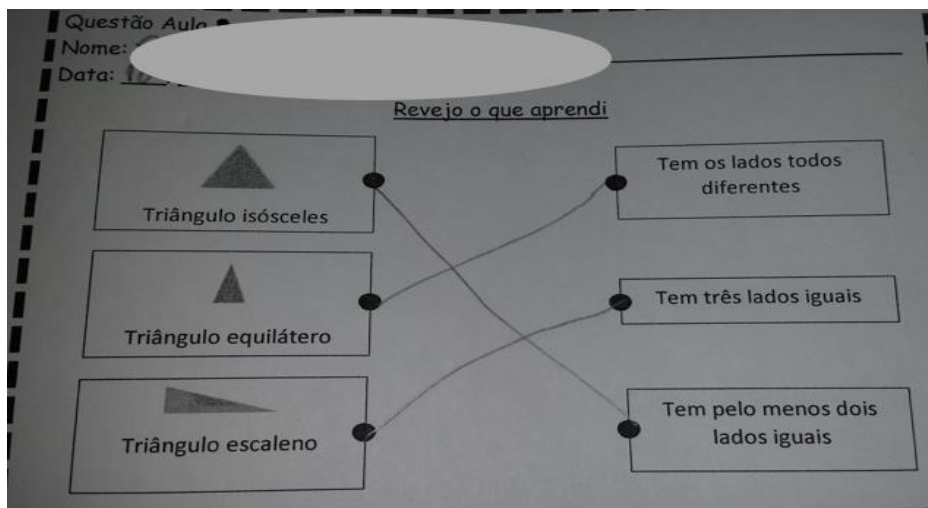 Questão Aula
Nome:
Data:
Revejo o que aprendi
Triângulo isósceles
Tem os lados todos
diferentes
Triângulo equilátero
Tem três lados iguais
Triângulo escaleno
Tem pelo menos dois
lados iguais